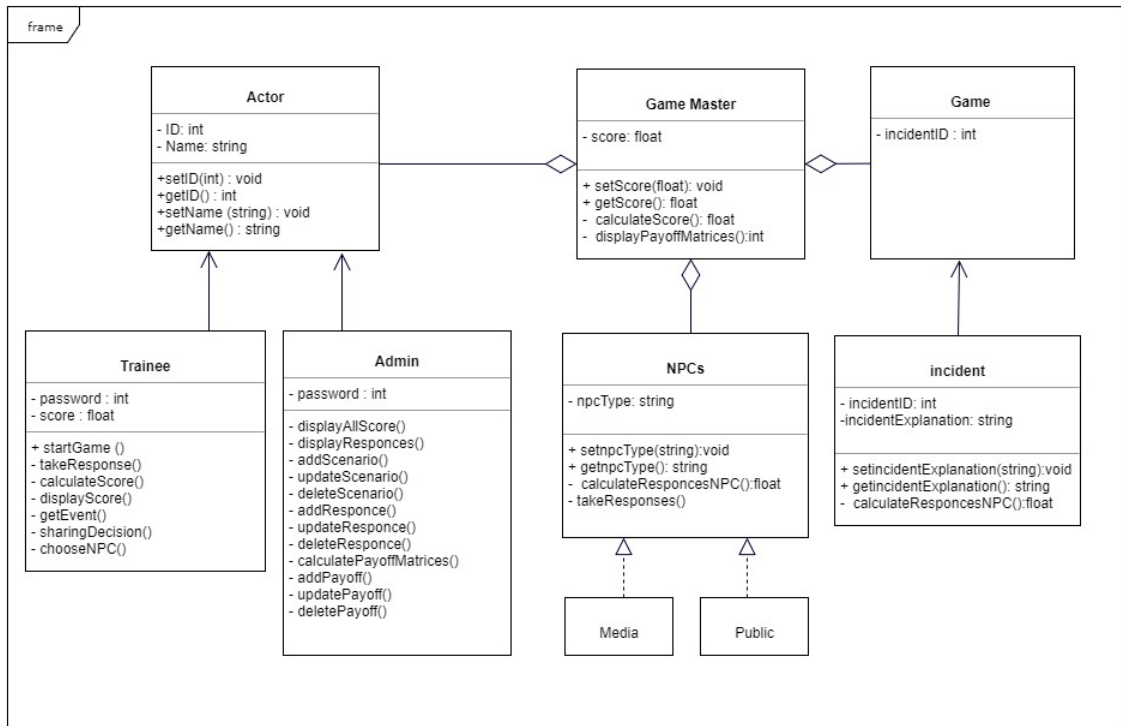 frame
Actor
- ID: int
- Name: string
+setID(int) : void
+getID() : int
+setName (string) : void
+getName() : string
Game Master
- score: float
+ setScore(float): void
+ getScore(): float
- calculateScore(): float
- displayPayoffMatrices():int
Game
- incidentID : int
Trainee
- password : int
- score : float
+ startGame ()
- takeResponse()
- calculateScore()
- displayScore()
- getEvent()
- sharingDecision()
- chooseNPC()
Admin
- password : int
- displayAllScore()
- displayResponces()
- addScenario()
- updateScenario()
- deleteScenario()
- addResponce()
- updateResponce()
- deleteResponce()
- calculatePayoffMatrices()
- addPayoff()
- updatePayoff()
- deletePayoff()
NPCs
- npcType: string
+ setnpcType(string):void
+ getnpcType(): string
- calculateResponcesNPC():float
- takeResponses()
incident
- incidentID: int
-incidentExplanation: string
+ setincidentExplanation(string):void
+ getincidentExplanation(): string
- calculateResponcesNPC():float
Media
Public